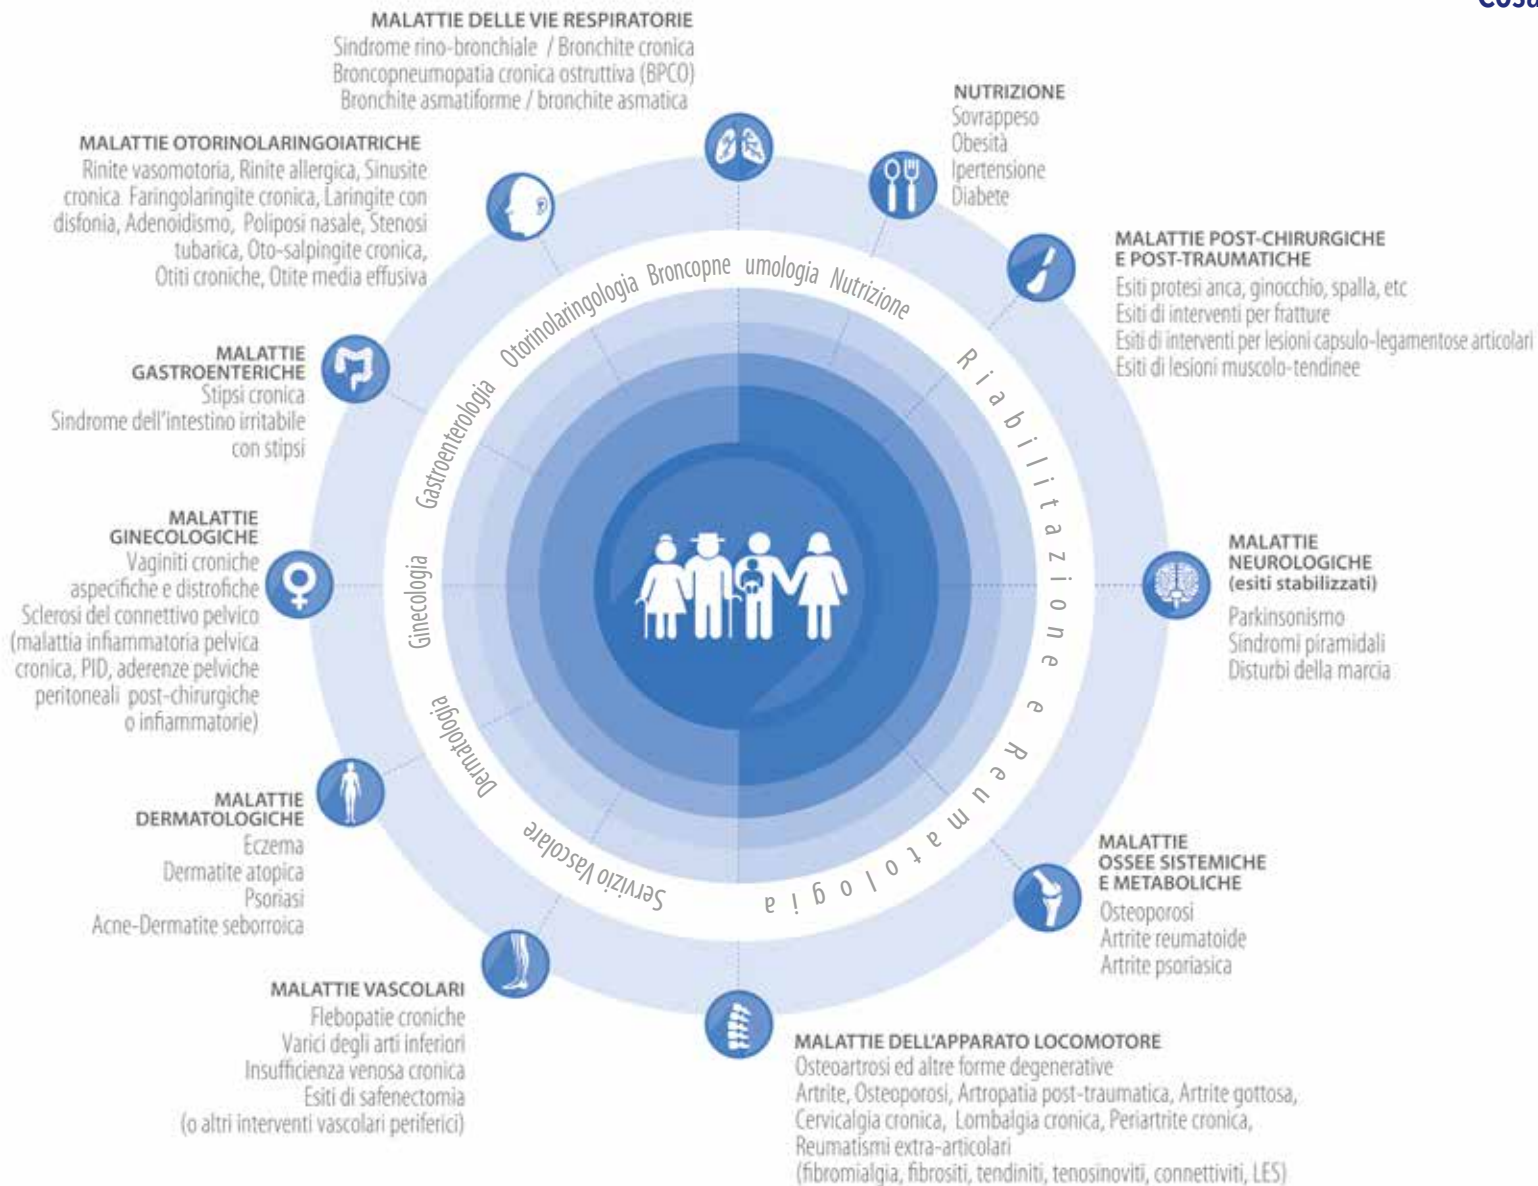 MALATTIE DELLE VIE RESPIRATORIE
Sindrome rino-bronchiale / Bronchite cronica
Broncopneumopatia cronica ostruttiva (BPCO)
Bronchite asmatiforme / bronchite asmatica
NUTRIZIONE
Sovrappeso
Obesità
Ipertensione
Diabete
MALATTIE OTORINOLARINGOIATRICHE
Rinite vasomotoria, Rinite allergica, Sinusite
cronica Faringolaringite cronica, Laringite con
disfonia, Adenoidismo, Poliposi nasale, Stenosi
tubarica, Oto-salpingite cronica,
Otiti croniche, Otite media effusiva
MALATTIE POST-CHIRURGICHE
E POST-TRAUMATICHE
Esiti protesi anca, ginocchio, spalla, etc
Esiti di interventi per fratture
Esiti di interventi per lesioni capsulo-legamentose articolari
Esiti di lesioni muscolo-tendinee
MALATTIE
GASTROENTERICHE
Stipsi cronica
Sindrome dell'intestino irritabile
con stipsi
MALATTIE
GINECOLOGICHE
Vaginiti croniche
aspecifiche e distrofiche
Sclerosi del connettivo pelvico
(malattia infiammatoria pelvica
cronica, PID, aderenze pelviche
peritoneali post-chirurgiche
o infiammatorie)
MALATTIE
NEUROLOGICHE
(esiti stabilizzati)
Parkinsonismo
Sindromi piramidali
Disturbi della marcia
MALATTIE
DERMATOLOGICHE
Eczema
Dermatite atopica
Psoriasi
Acne-Dermatite seborroica
MALATTIE
OSSEE SISTEMICHE
E METABOLICHE
Osteoporosi
Artrite reumatoide
Artrite psoriasica
MALATTIE VASCOLARI
Flebopatie croniche
Varici degli arti inferiori
Insufficienza venosa cronica
Esiti di safenectomia
(o altri interventi vascolari periferici)
MALATTIE DELL'APPARATO LOCOMOTORE
Osteoartrosi ed altre forme degenerative
Artrite, Osteoporosi, Artropatia post-traumatica, Artrite gottosa,
Cervicalgia cronica, Lombalgia cronica, Periartrite cronica,
Reumatismi extra-articolari
(fibromialgia, fibrositi, tendiniti, tenosinoviti, connettiviti, LES)
Servizio Vascolare
Dermatologia
Ginecologia
Gastroenterologia
Otorinolaringologia
Broncopne umologia
Nutrizione
Riabilitazione e Reumatologia